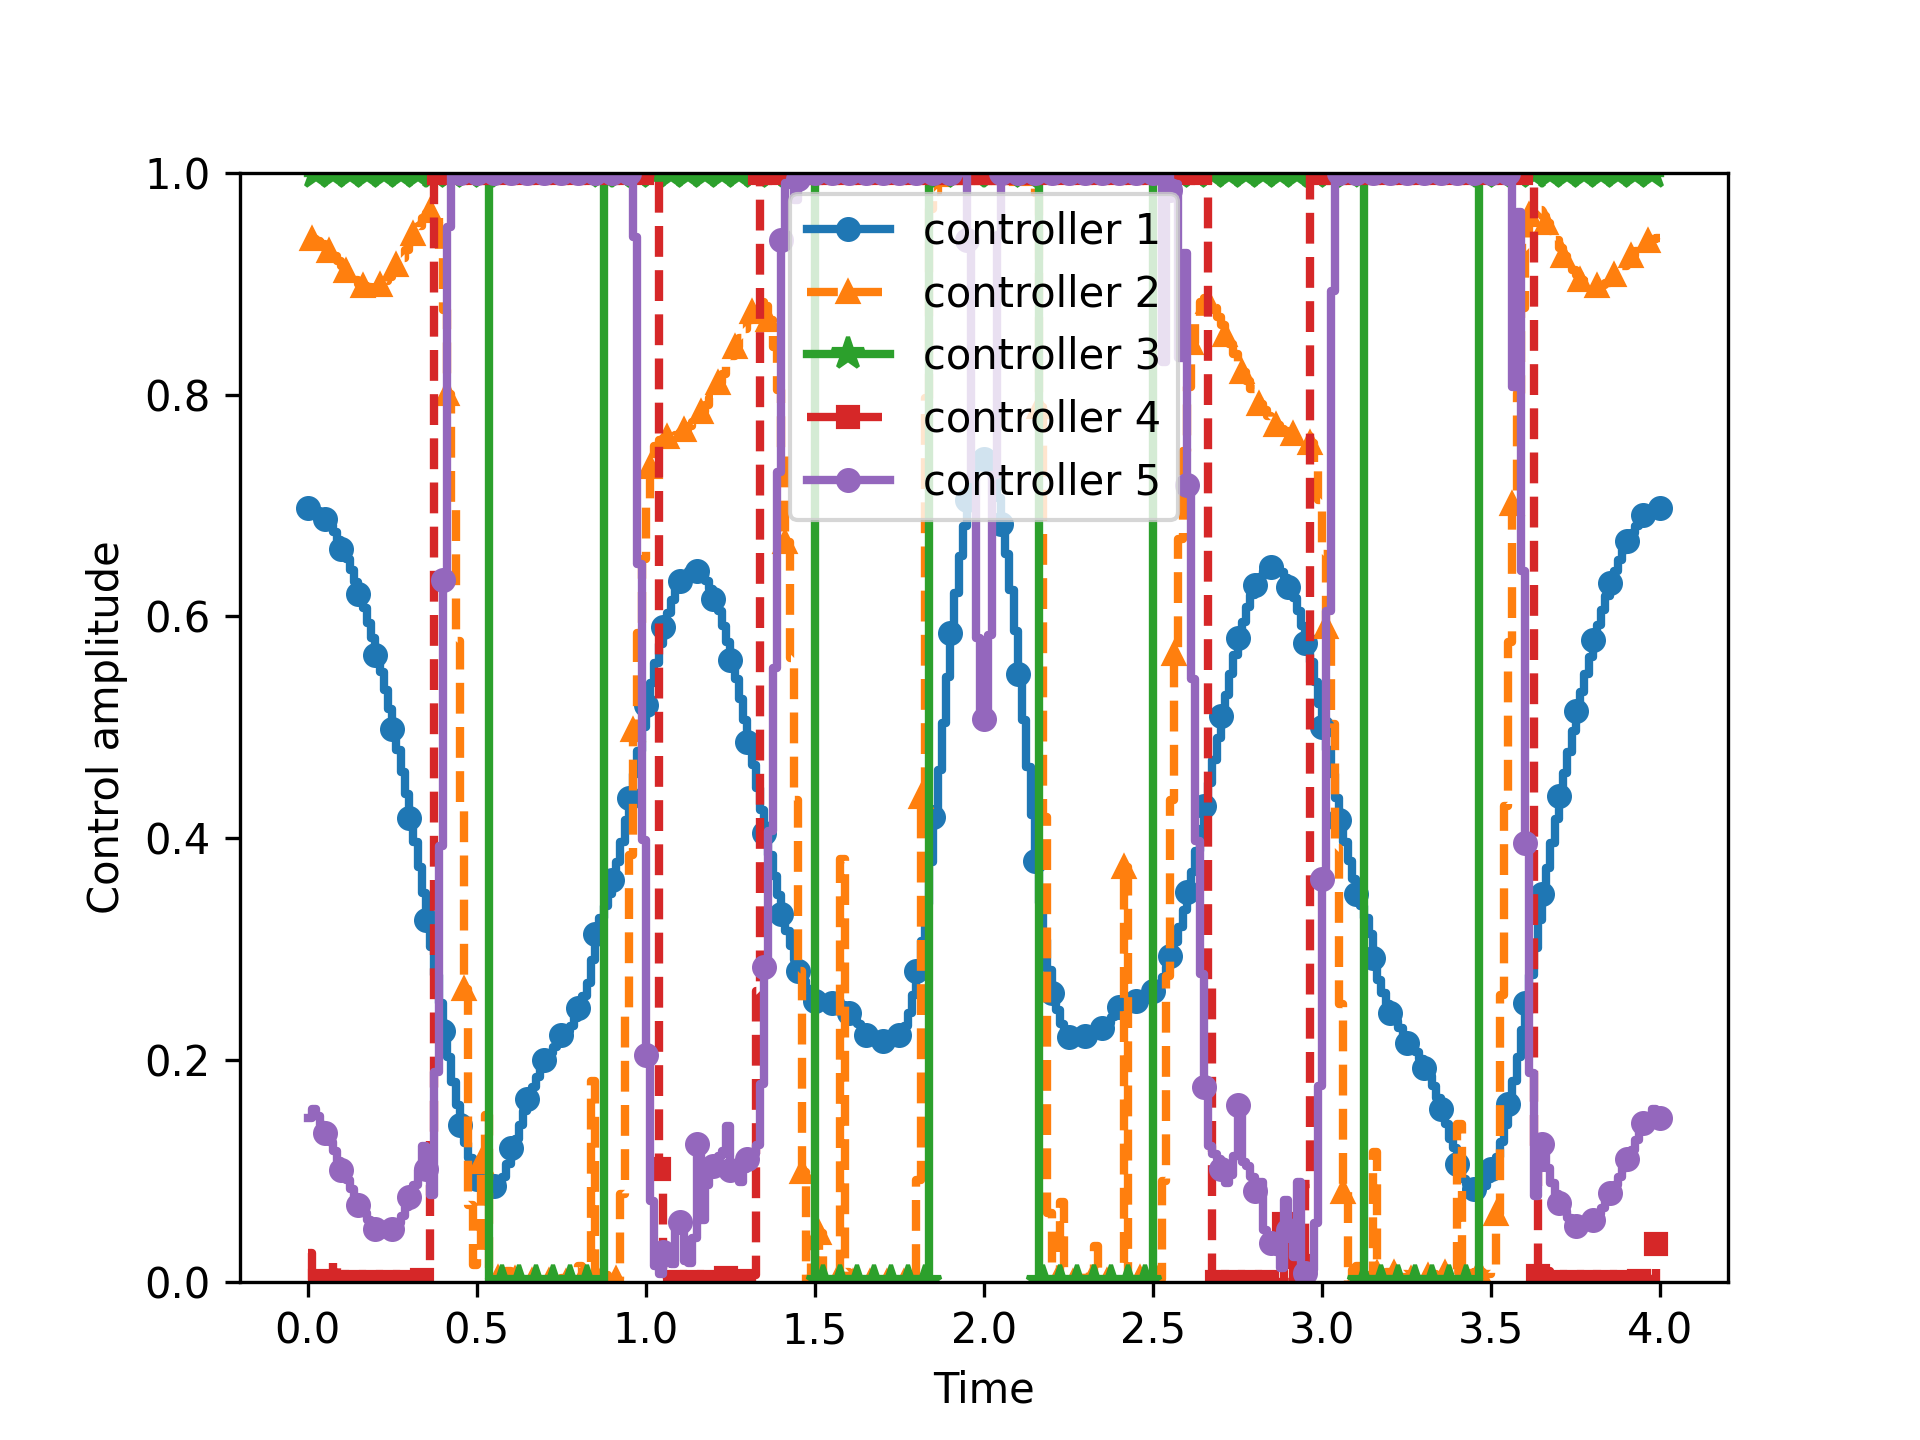 1.0
0.8
0.6
0.4
0.2
0.0
Control amplitude
controller 1
controller 2
controller 3
controller 4
controller 5
0.0 0.5 1.0 1.5 2.0 2.5 3.0 3.5 4.0
Time